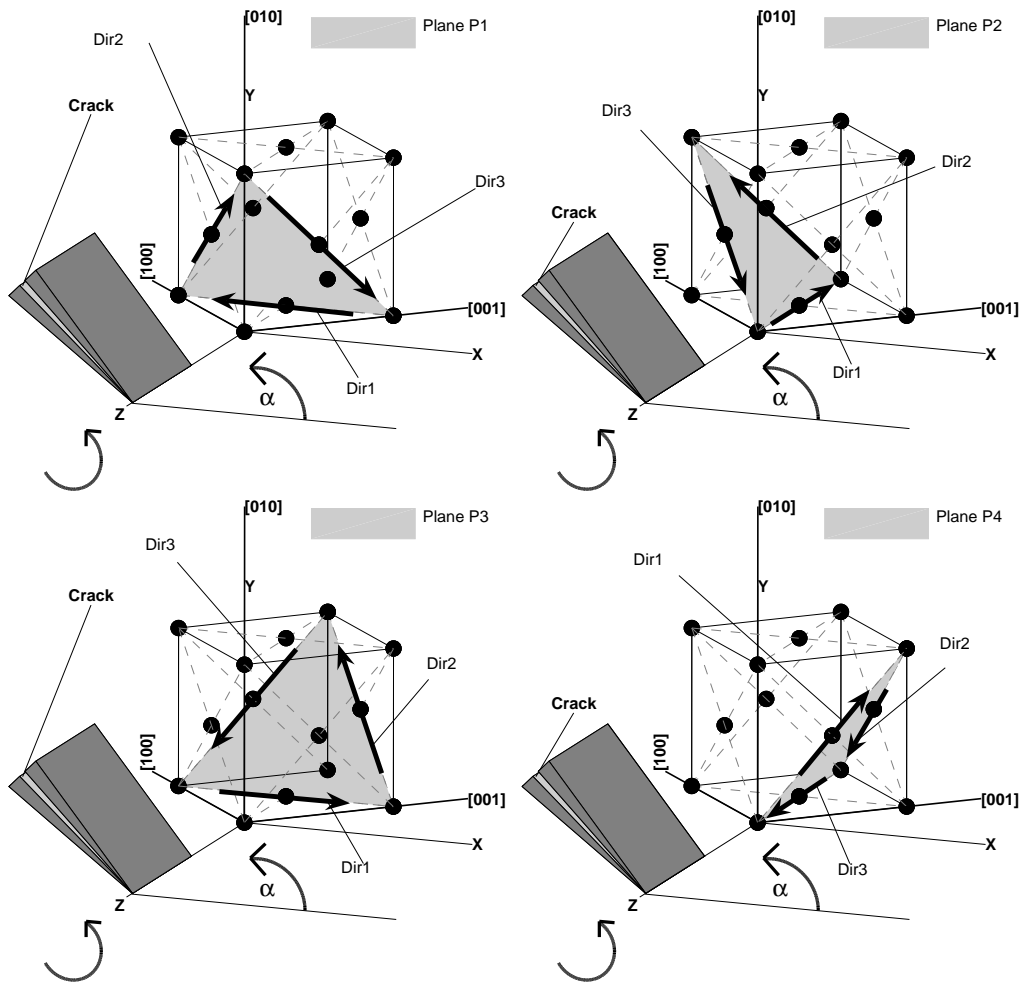 [010]
Plane P1
Dir2
Y
Crack
Dir3
[100]
[001]
X
Dir1
α
Z
[010]
Plane P2
Dir3
Y
Dir2
Crack
[100]
[001]
X
Dir1
α
Z
[010]
Plane P3
Dir3
Y
Crack
Dir2
[100]
[001]
X
Dir1
α
Z
[010]
Plane P4
Dir1
Y
Dir2
Crack
[100]
[001]
X
Dir3
α
Z